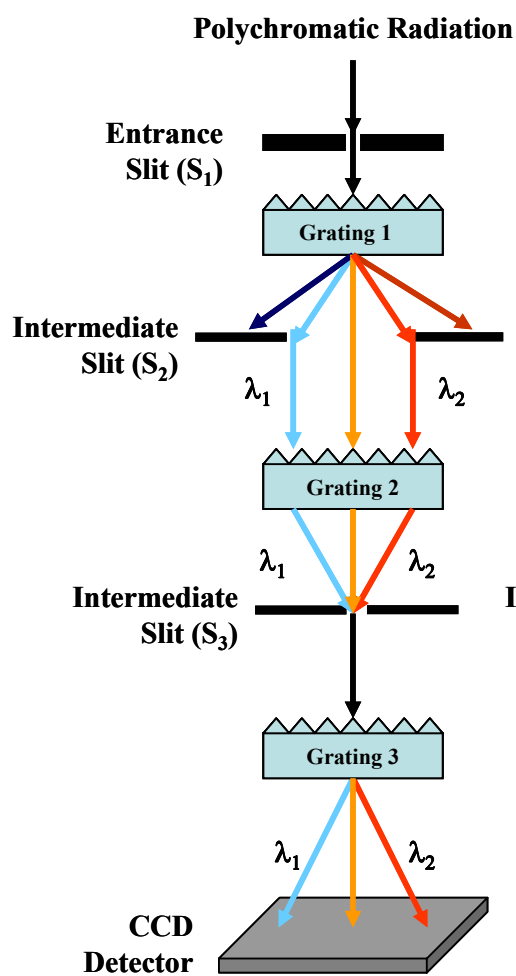 Polychromatic Radiation
Entrance
Slit (S₁)
Grating 1
Intermediate
Slit (S₂)
λ₁
λ₂
Grating 2
λ₁
λ₂
Intermediate
Slit (S₃)
I
Grating 3
λ₁
λ₂
CCD
Detector